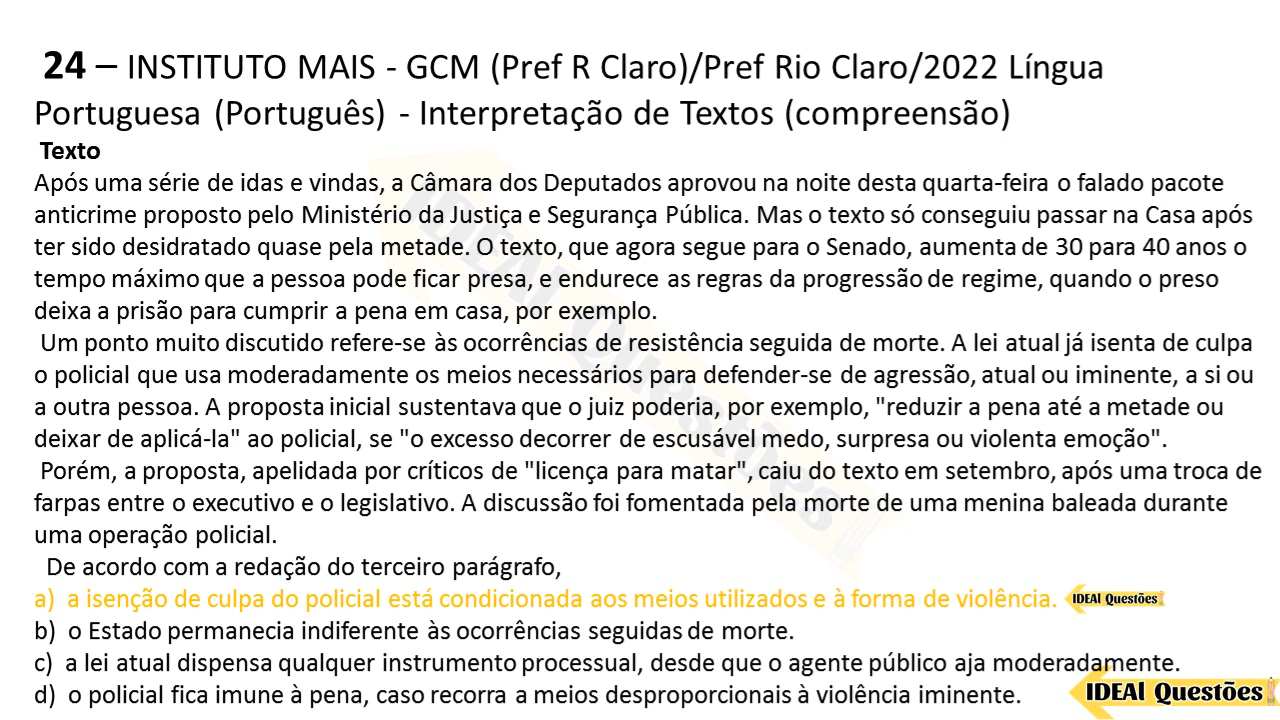 24 – INSTITUTO MAIS - GCM (Pref R Claro)/Pref Rio Claro/2022 Língua
Portuguesa (Português) - Interpretação de Textos (compreensão)
Texto
Após uma série de idas e vindas, a Câmara dos Deputados aprovou na noite desta quarta-feira o falado pacote
anticrime proposto pelo Ministério da Justiça e Segurança Pública. Mas o texto só conseguiu passar na Casa após
ter sido desidratado quase pela metade. O texto, que agora segue para o Senado, aumenta de 30 para 40 anos o
tempo máximo que a pessoa pode ficar presa, e endurece as regras da progressão de regime, quando o preso
deixa a prisão para cumprir a pena em casa, por exemplo.
Um ponto muito discutido refere-se às ocorrências de resistência seguida de morte. A lei atual já isenta de culpa
o policial que usa moderadamente os meios necessários para defender-se de agressão, atual ou iminente, a si ou
a outra pessoa. A proposta inicial sustentava que o juiz poderia, por exemplo, "reduzir a pena até a metade ou
deixar de aplicá-la" ao policial, se "o excesso decorrer de escusável medo, surpresa ou violenta emoção".
Porém, a proposta, apelidada por críticos de "licença para matar", caiu do texto em setembro, após uma troca de
farpas entre o executivo e o legislativo. A discussão foi fomentada pela morte de uma menina baleada durante
uma operação policial.
De acordo com a redação do terceiro parágrafo,
a) a isenção de culpa do policial está condicionada aos meios utilizados e à forma de violência. IDEAl Questões
b) o Estado permanecia indiferente às ocorrências seguidas de morte.
c) a lei atual dispensa qualquer instrumento processual, desde que o agente público aja moderadamente.
d) o policial fica imune à pena, caso recorra a meios desproporcionais à violência iminente.
IDEAl Questões
IDEAl Questões